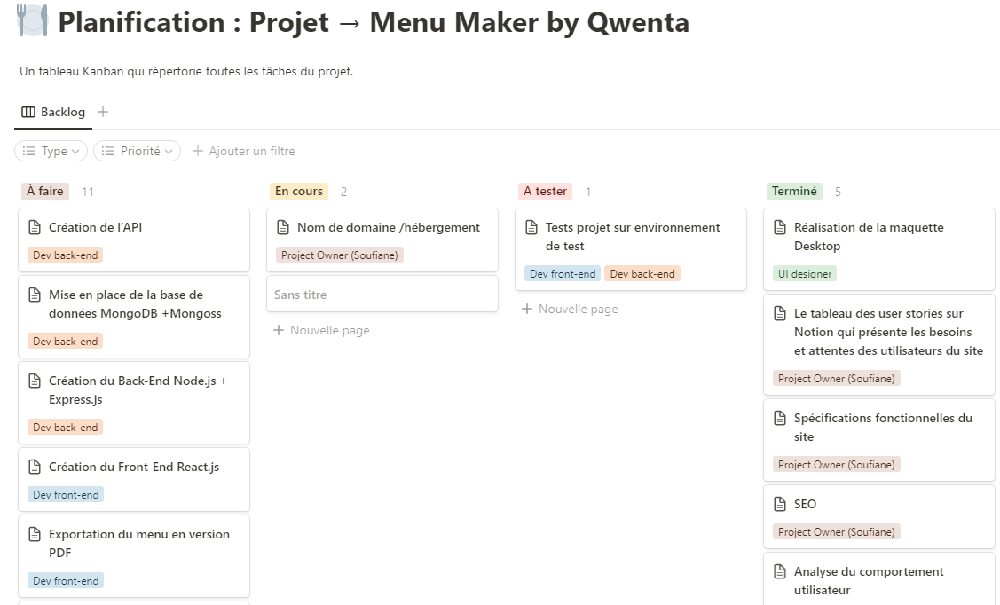 Planification : Projet → Menu Maker by Qwenta
Un tableau Kanban qui répertorie toutes les tâches du projet.
Backlog
Type
Priorité
Ajouter un filtre
À faire 11
Création de l’API
Dev back-end
Mise en place de la base de
données MongoDB +Mongoss
Dev back-end
Création du Back-End Node.js +
Express.js
Dev back-end
Création du Front-End React.js
Dev front-end
Exportation du menu en version
PDF
Dev front-end
En cours 2
Nom de domaine /hébergement
Project Owner (Soufiane)
Sans titre
Nouvelle page
A tester 1
Tests projet sur environnement
de test
Dev front-end Dev back-end
Nouvelle page
Terminé 5
Réalisation de la maquette
Desktop
UI designer
Le tableau des user stories sur
Notion qui présente les besoins
et attentes des utilisateurs du site
Project Owner (Soufiane)
Spécifications fonctionnelles du
site
Project Owner (Soufiane)
SEO
Project Owner (Soufiane)
Analyse du comportement
utilisateur